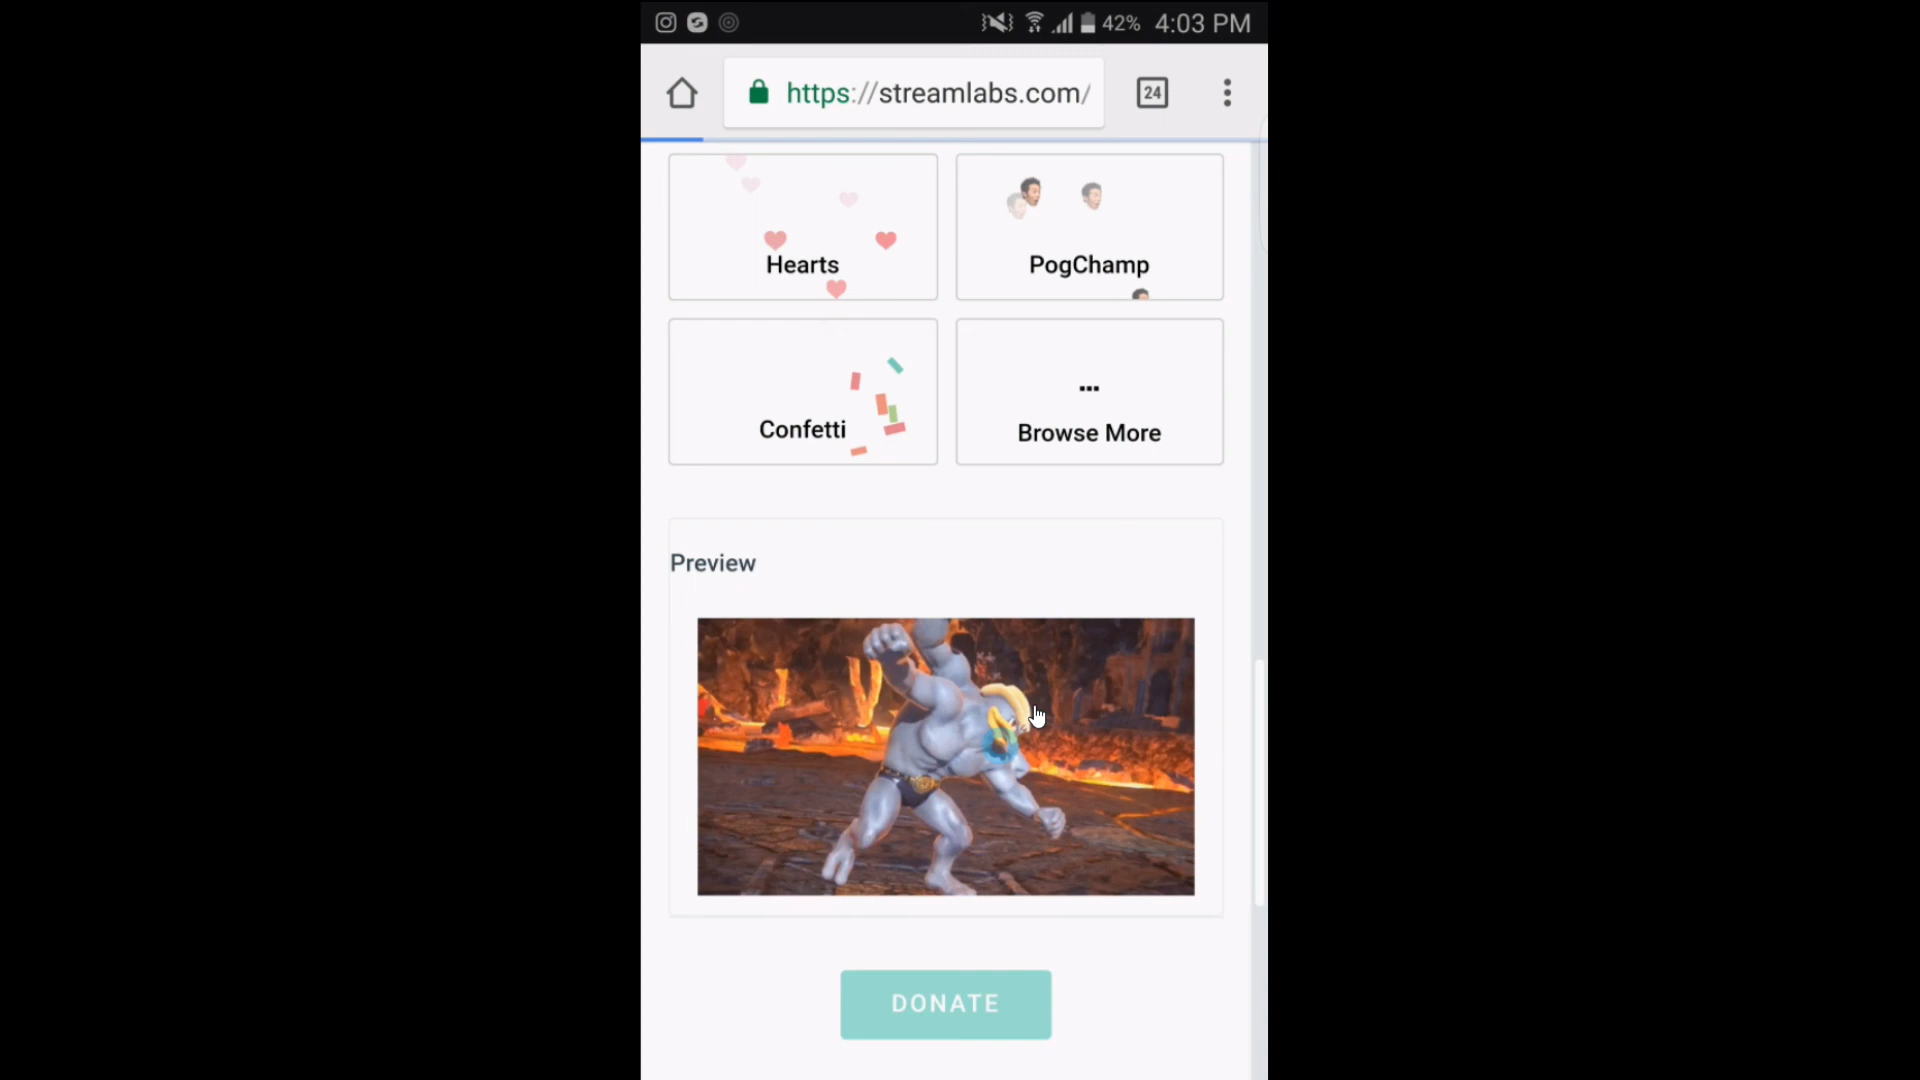 42% 4:03 PM
https://streamlabs.com/
24
Hearts
PogChamp
Confetti
...
Browse More
Preview
DONATE